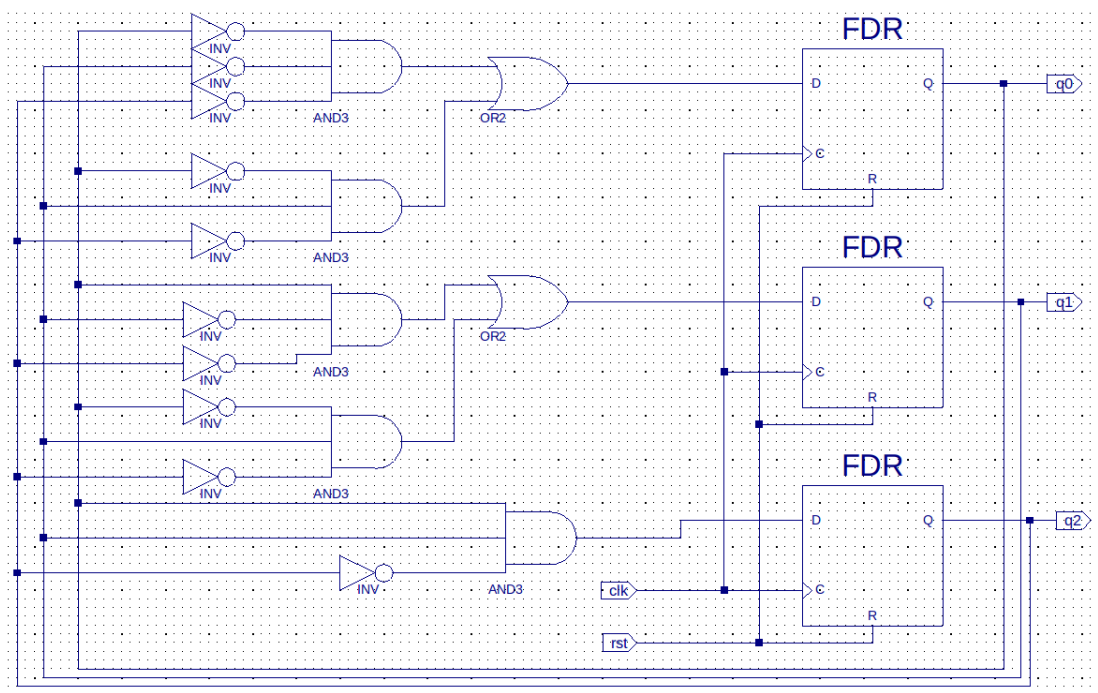 FDR
INV
INV
D
Q
q0
INV
AND3
OR2
C
R
INV
INV
AND3
FDR
D
Q
q1
INV
OR2
INV
AND3
C
R
INV
FDR
INV
AND3
D
Q
q2
INV
AND3
clk
C
R
rst